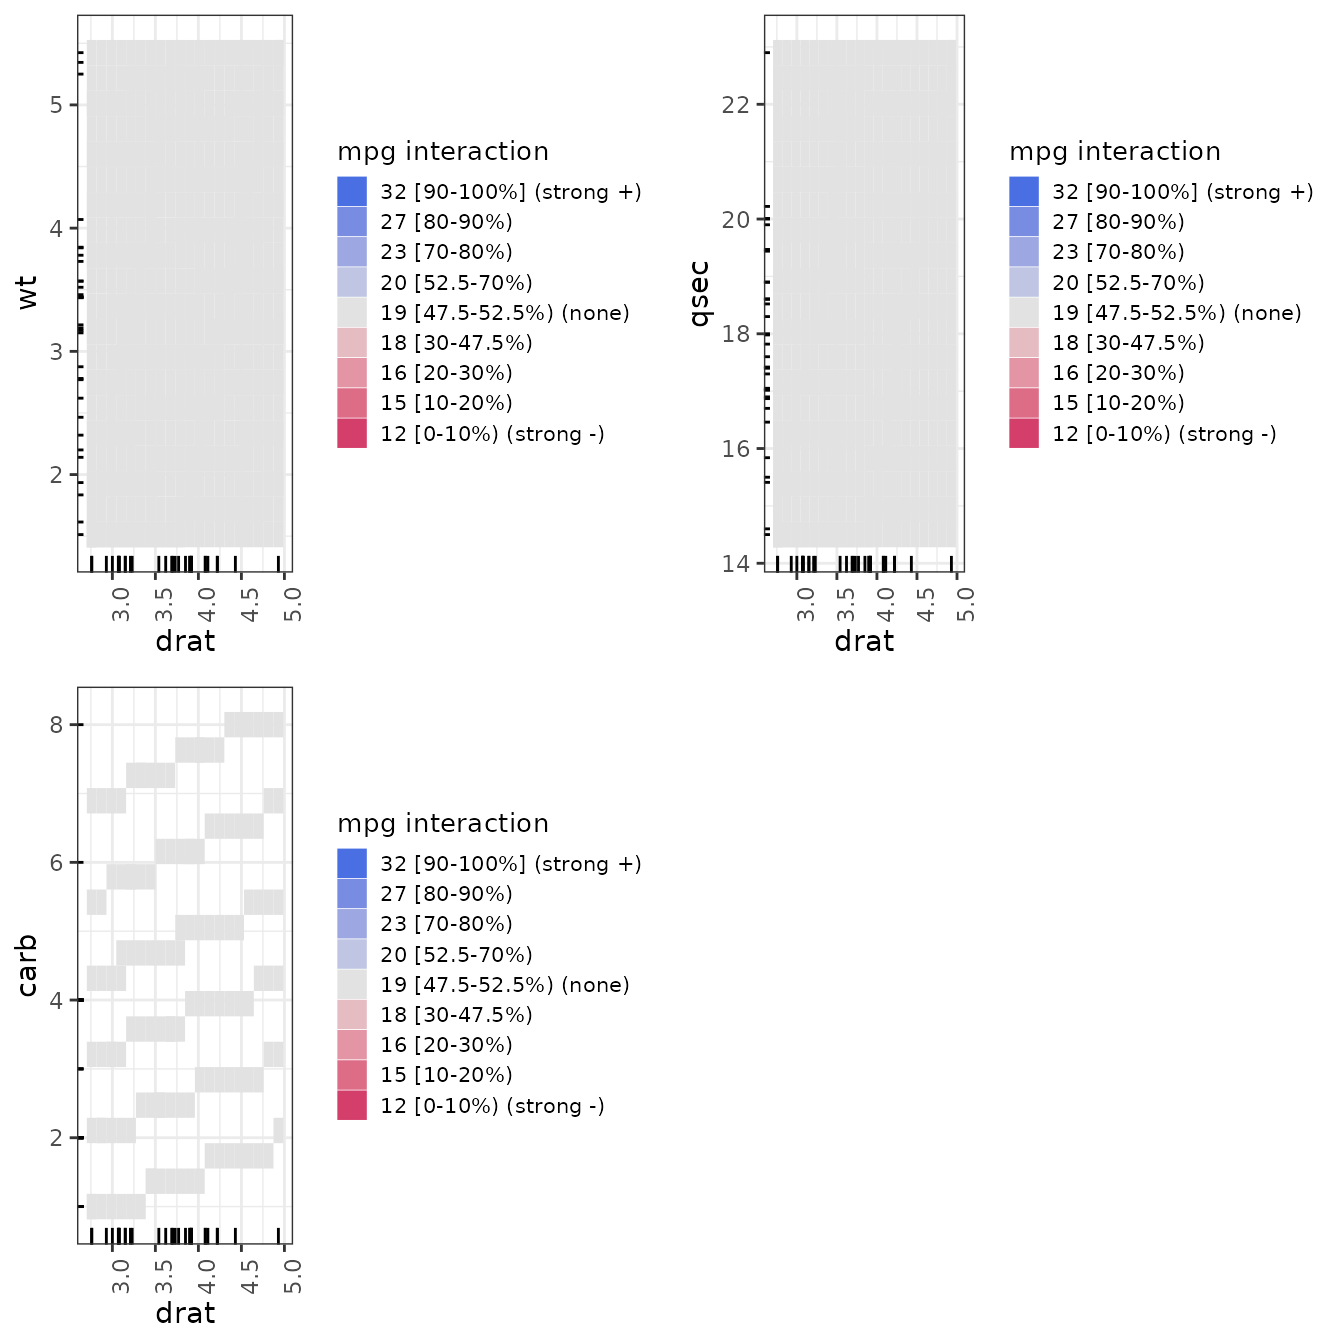 5
4
3
2
wt
3.0
3.5
4.0
4.5
5.0
drat
mpg interaction
32 [90-100%] (strong +)
27 [80-90%)
23 [70-80%)
20 [52.5-70%)
19 [47.5-52.5%) (none)
18 [30-47.5%)
16 [20-30%)
15 [10-20%)
12 [0-10%) (strong -)
22
20
18
16
14
qsec
3.0
3.5
4.0
4.5
5.0
drat
mpg interaction
32 [90-100%] (strong +)
27 [80-90%)
23 [70-80%)
20 [52.5-70%)
19 [47.5-52.5%) (none)
18 [30-47.5%)
16 [20-30%)
15 [10-20%)
12 [0-10%) (strong -)
8
6
4
2
carb
3.0
3.5
4.0
4.5
5.0
drat
mpg interaction
32 [90-100%] (strong +)
27 [80-90%)
23 [70-80%)
20 [52.5-70%)
19 [47.5-52.5%) (none)
18 [30-47.5%)
16 [20-30%)
15 [10-20%)
12 [0-10%) (strong -)